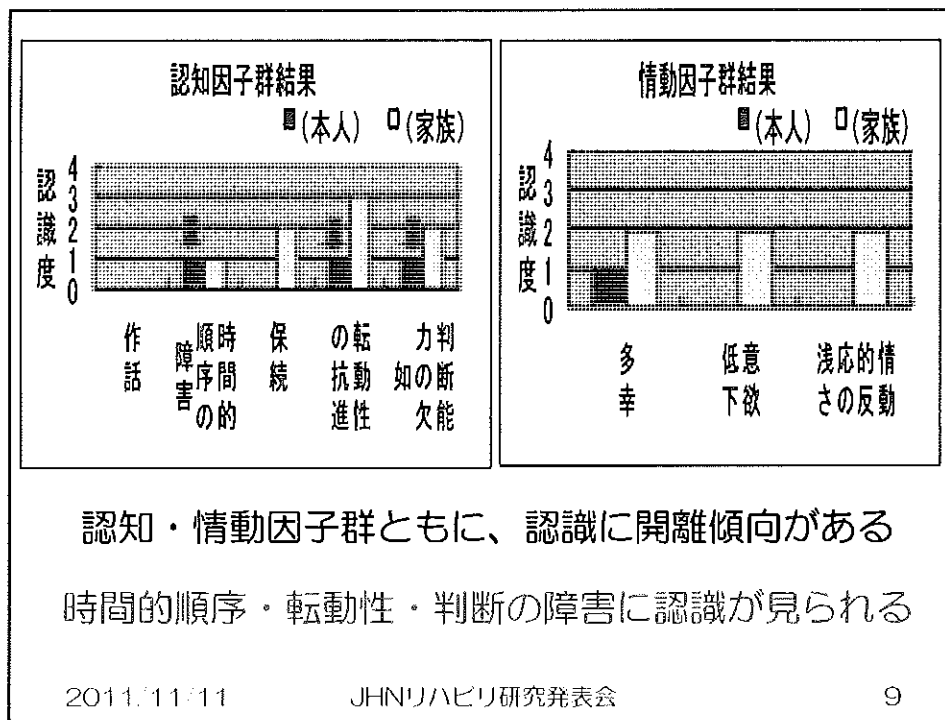 認知因子群結果
(本人) (家族)
認識度
4
3
2
1
0
作話
時間的順序の障害
保続
転動性の抗進
判断能力の欠如
情動因子群結果
(本人) (家族)
認識度
4
3
2
1
0
多幸
意欲低下
情動的反応の浅さ
認知・情動因子群ともに、認識に開離傾向がある
時間的順序・転動性・判断の障害に認識が見られる
2011/11/11
JHNリハビリ研究発表会
9